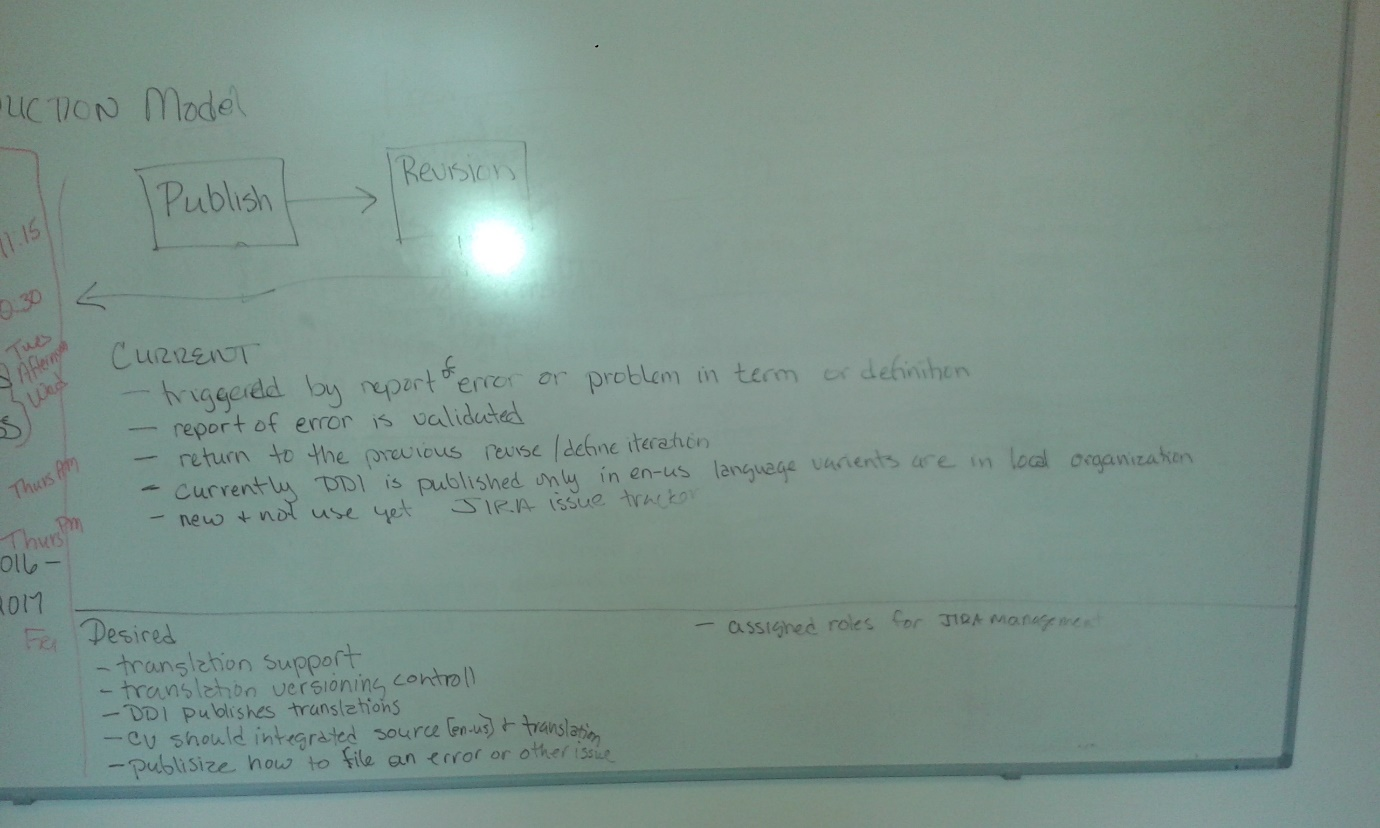 UCTION Model
Publish
Revision
11.15
0.30
Tues
Afternoon
Wed
S)
Thurs Am
Thurs Pm
016 -
2017
CURRENT
- triggered by report of error or problem in term or definition
- report of error is validated
- return to the previous revise/define iteration
- currently DDI is published only in en-us language varients are in local organization
- new + not use yet JIRA issue tracker
Desired
- assigned roles for JIRA Management
- translation support
- translation versioning controll
- DDI publishes translations
- CV should integrated source [en-us] + translation
- publisize how to file an error or other issue